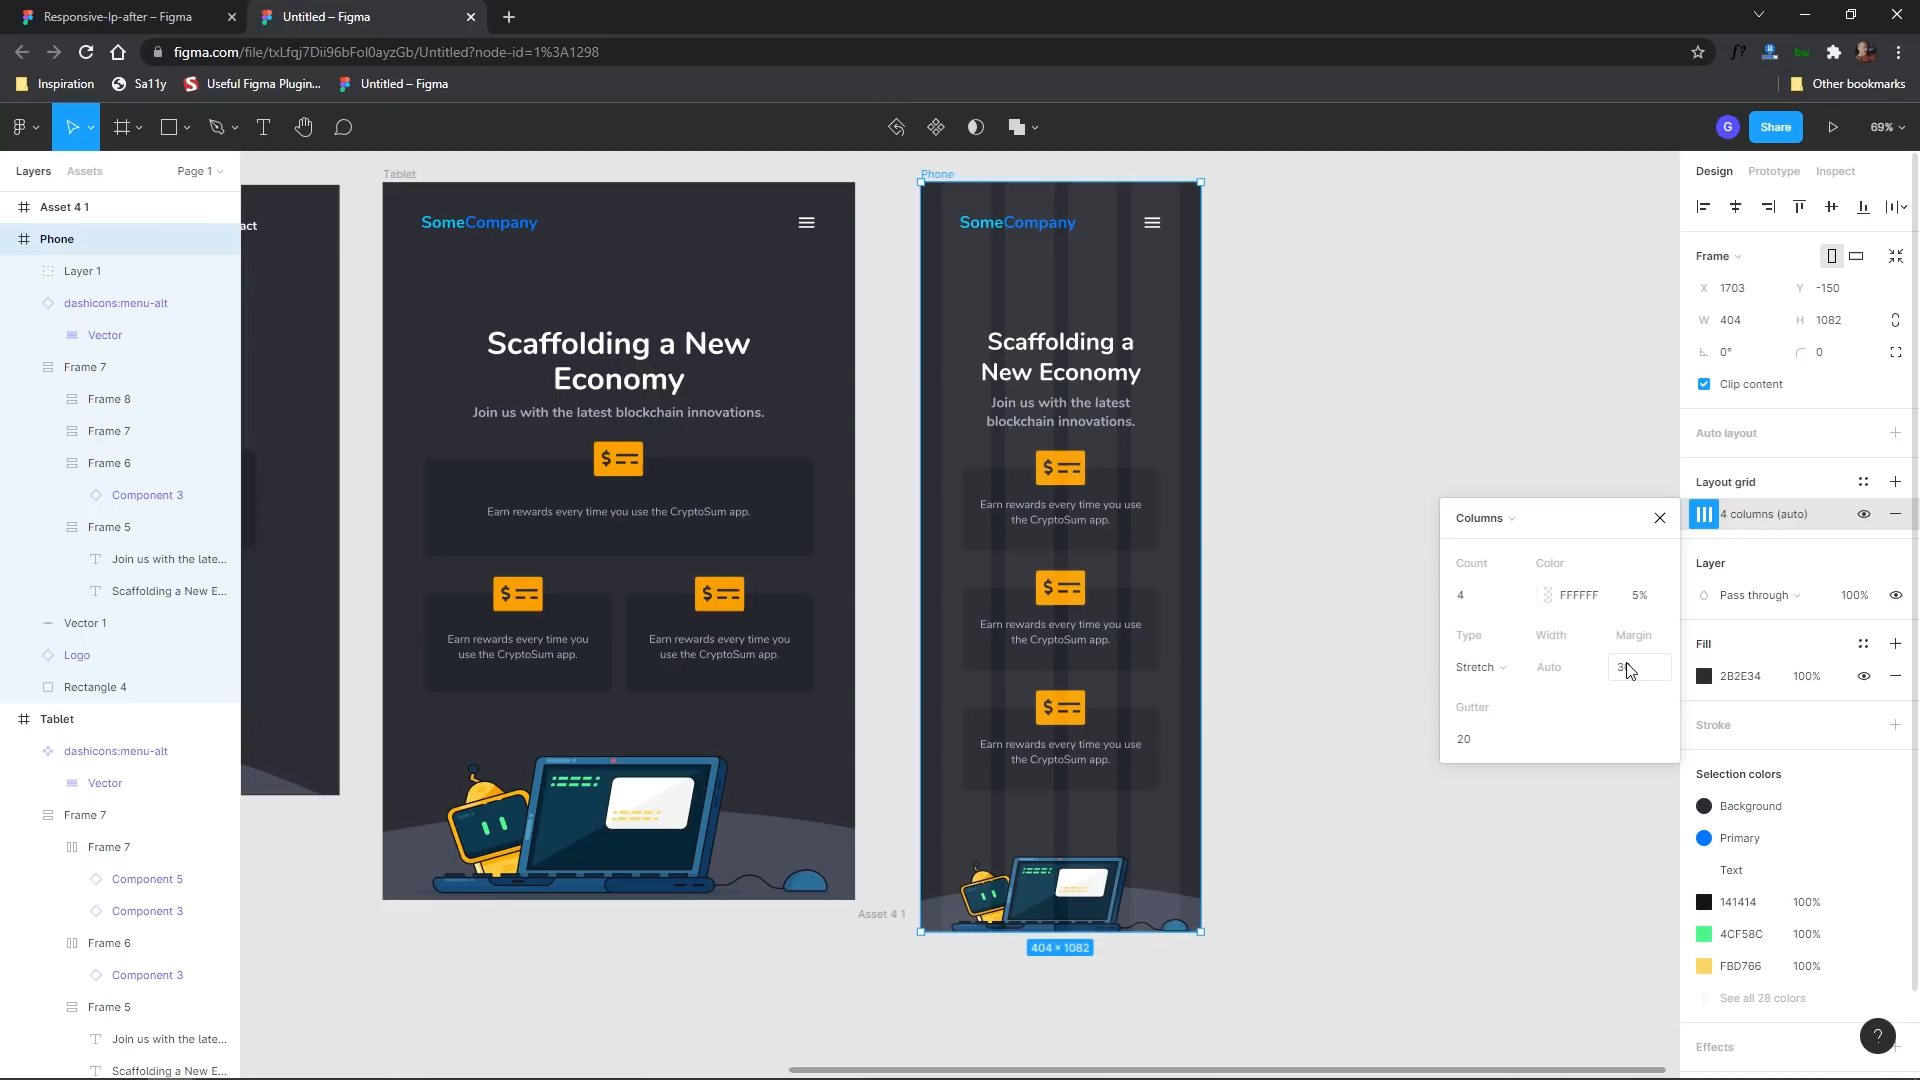 Responsive-lp-after – Figma
Untitled – Figma
figma.com/file/txLfqj7Dii96bFol0ayzGb/Untitled?node-id=1%3A1298
Inspiration
Sa11y
Useful Figma Plugin...
Untitled – Figma
Other bookmarks
G
Share
69%
Layers
Assets
Page 1
Asset 4 1
Phone
Layer 1
dashicons:menu-alt
Vector
Frame 7
Frame 8
Frame 7
Frame 6
Component 3
Frame 5
Join us with the late...
Scaffolding a New E...
Vector 1
Logo
Rectangle 4
Tablet
dashicons:menu-alt
Vector
Frame 7
Frame 7
Component 5
Component 3
Frame 6
Component 3
Frame 5
Join us with the late...
Scaffolding a New E...
act
Tablet
SomeCompany
Scaffolding a New
Economy
Join us with the latest blockchain innovations.
$
Earn rewards every time you use the CryptoSum app.
$
$
Earn rewards every time you
use the CryptoSum app.
Earn rewards every time you
use the CryptoSum app.
Asset 4 1
Phone
SomeCompany
Scaffolding a
New Economy
Join us with the latest
blockchain innovations.
$
Earn rewards every time you use
the CryptoSum app.
$
Earn rewards every time you use
the CryptoSum app.
$
Earn rewards every time you use
the CryptoSum app.
404 × 1082
Columns
Count
Color
4
FFFFFF
5%
Type
Width
Margin
Stretch
Auto
Gutter
20
Design
Prototype
Inspect
Frame
X
1703
Y
-150
W
404
H
1082
0°
0
Clip content
Auto layout
Layout grid
4 columns (auto)
Layer
Pass through
100%
Fill
2B2E34
100%
Stroke
Selection colors
Background
Primary
Text
141414
100%
4CF58C
100%
FBD766
100%
See all 28 colors
Effects
?